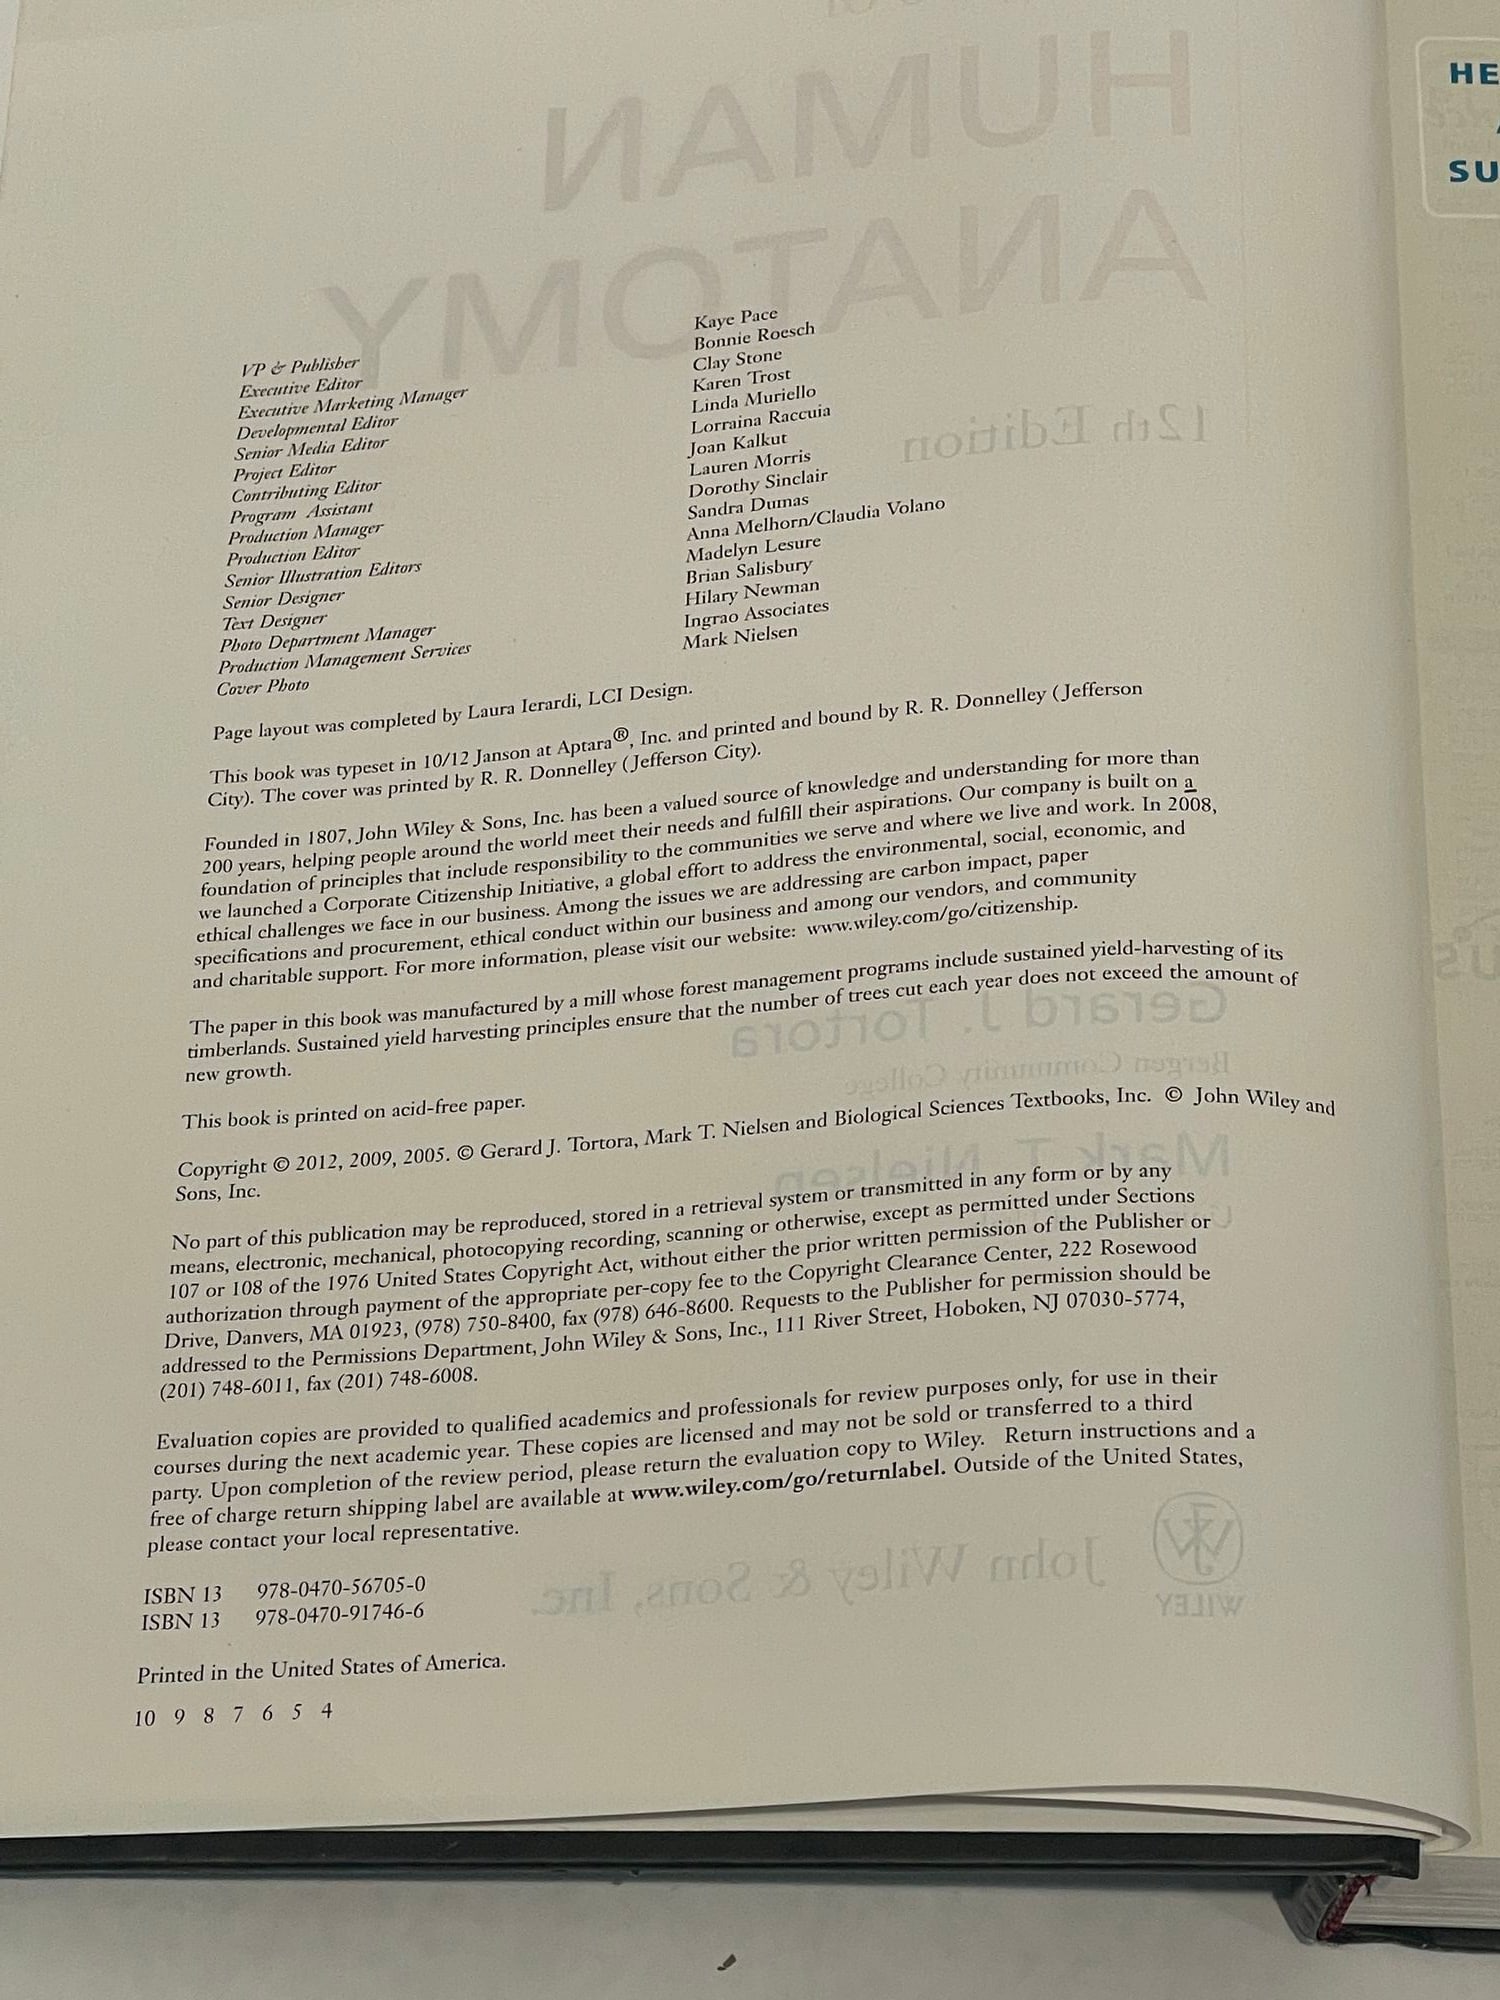 VP & Publisher Kaye Pace
Executive Editor Bonnie Roesch
Executive Marketing Manager Clay Stone
Developmental Editor Karen Trost
Senior Media Editor Linda Muriello
Project Editor Lorraina Raccuia
Contributing Editor Joan Kalkut
Program Assistant Lauren Morris
Production Manager Dorothy Sinclair
Production Editor Sandra Dumas
Senior Illustration Editors Anna Melhorn/Claudia Volano
Senior Designer Madelyn Lesure
Text Designer Brian Salisbury
Photo Department Manager Hilary Newman
Production Management Services Ingrao Associates
Cover Photo Mark Nielsen
Page layout was completed by Laura Ierardi, LCI Design.
This book was typeset in 10/12 Janson at Aptara®, Inc. and printed and bound by R. R. Donnelley (Jefferson
City). The cover was printed by R. R. Donnelley (Jefferson City).
Founded in 1807, John Wiley & Sons, Inc. has been a valued source of knowledge and understanding for more than
200 years, helping people around the world meet their needs and fulfill their aspirations. Our company is built on a
foundation of principles that include responsibility to the communities we serve and where we live and work. In 2008,
we launched a Corporate Citizenship Initiative, a global effort to address the environmental, social, economic, and
ethical challenges we face in our business. Among the issues we are addressing are carbon impact, paper
specifications and procurement, ethical conduct within our business and among our vendors, and community
and charitable support. For more information, please visit our website: www.wiley.com/go/citizenship.
The paper in this book was manufactured by a mill whose forest management programs include sustained yield-harvesting of its
timberlands. Sustained yield harvesting principles ensure that the number of trees cut each year does not exceed the amount of
new growth.
This book is printed on acid-free paper.
Copyright © 2012, 2009, 2005. © Gerard J. Tortora, Mark T. Nielsen and Biological Sciences Textbooks, Inc. © John Wiley and
Sons, Inc.
No part of this publication may be reproduced, stored in a retrieval system or transmitted in any form or by any
means, electronic, mechanical, photocopying recording, scanning or otherwise, except as permitted under Sections
107 or 108 of the 1976 United States Copyright Act, without either the prior written permission of the Publisher or
authorization through payment of the appropriate per-copy fee to the Copyright Clearance Center, 222 Rosewood
Drive, Danvers, MA 01923, (978) 750-8400, fax (978) 646-8600. Requests to the Publisher for permission should be
addressed to the Permissions Department, John Wiley & Sons, Inc., 111 River Street, Hoboken, NJ 07030-5774,
(201) 748-6011, fax (201) 748-6008.
Evaluation copies are provided to qualified academics and professionals for review purposes only, for use in their
courses during the next academic year. These copies are licensed and may not be sold or transferred to a third
party. Upon completion of the review period, please return the evaluation copy to Wiley. Return instructions and a
free of charge return shipping label are available at www.wiley.com/go/returnlabel. Outside of the United States,
please contact your local representative.
ISBN 13 978-0470-56705-0
ISBN 13 978-0470-91746-6
Printed in the United States of America.
10 9 8 7 6 5 4
HUMAN
ANATOMY
12th Edition
Gerard J. Tortora
Bergen Community College
Mark T. Nielsen
John Wiley & Sons, Inc.
WILEY
HE
SU